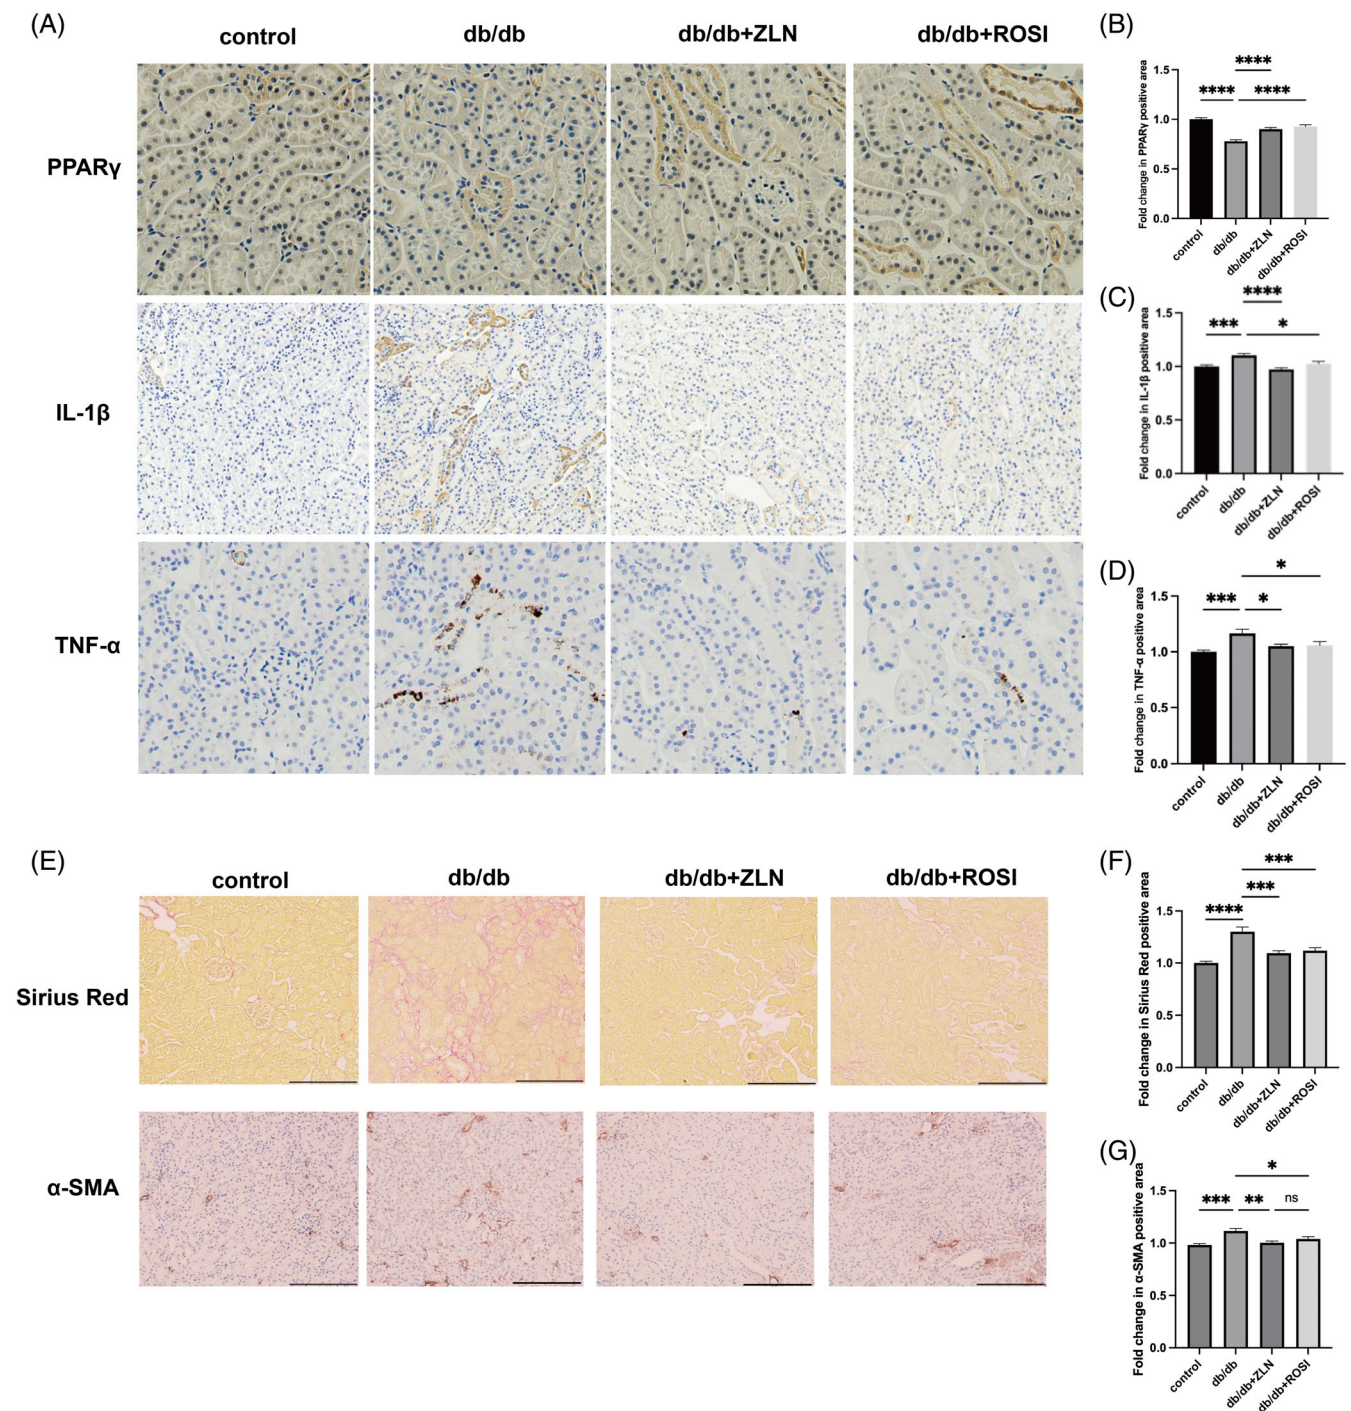 (A)
control
db/db
db/db+ZLN
db/db+ROSI
PPARγ
IL-1β
TNF-α
(B)
Fold change in PPARγ positive area
1.5
1.0
0.5
0.0
****
****
****
control
db/db
db/db+ZLN
db/db+ROSI
(C)
Fold change in IL-1β positive area
1.5
1.0
0.5
0.0
****
***
*
control
db/db
db/db+ZLN
db/db+ROSI
(D)
Fold change in TNF-α positive area
1.5
1.0
0.5
0.0
*
***
*
control
db/db
db/db+ZLN
db/db+ROSI
(E)
control
db/db
db/db+ZLN
db/db+ROSI
Sirius Red
α-SMA
(F)
Fold change in Sirius Red positive area
1.5
1.0
0.5
0.0
***
***
****
control
db/db
db/db+ZLN
db/db+ROSI
(G)
Fold change in α-SMA positive area
1.5
1.0
0.5
0.0
*
***
**
ns
control
db/db
db/db+ZLN
db/db+ROSI